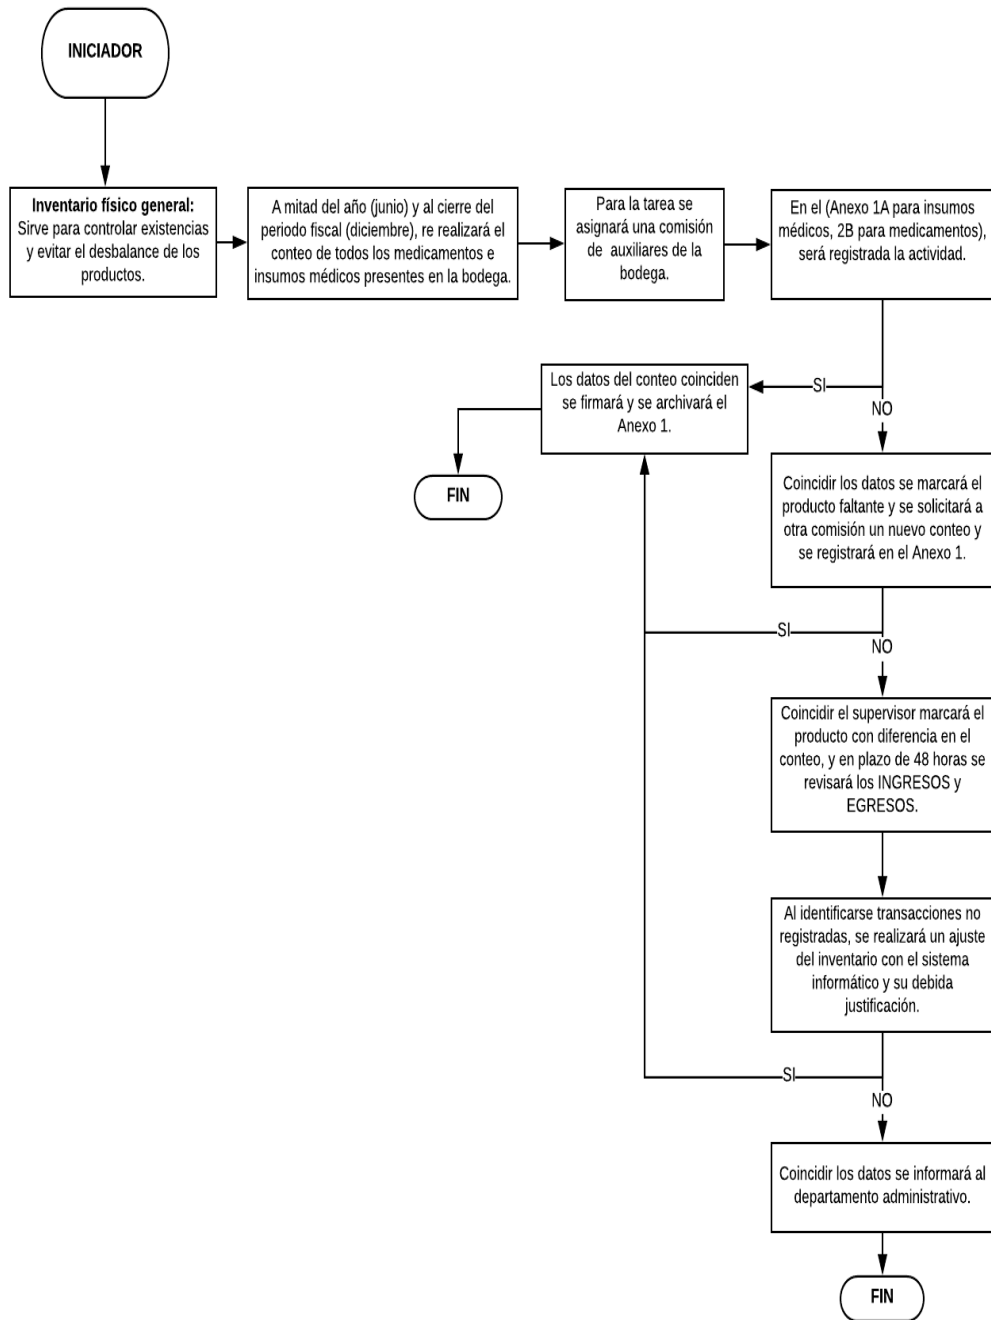 INICIADOR
Inventario físico general:
Sirve para controlar existencias
y evitar el desbalance de los
productos.
A mitad del año (junio) y al cierre del
periodo fiscal (diciembre), re realizará el
conteo de todos los medicamentos e
insumos médicos presentes en la bodega.
Para la tarea se
asignará una comisión
de auxiliares de la
bodega.
En el (Anexo 1A para insumos
médicos, 2B para medicamentos),
será registrada la actividad.
SI
NO
Los datos del conteo coinciden
se firmará y se archivará el
Anexo 1.
FIN
Coincidir los datos se marcará el
producto faltante y se solicitará a
otra comisión un nuevo conteo y
se registrará en el Anexo 1.
SI
NO
Coincidir el supervisor marcará el
producto con diferencia en el
conteo, y en plazo de 48 horas se
revisará los INGRESOS y
EGRESOS.
Al identificarse transacciones no
registradas, se realizará un ajuste
del inventario con el sistema
informático y su debida
justificación.
SI
NO
Coincidir los datos se informará al
departamento administrativo.
FIN